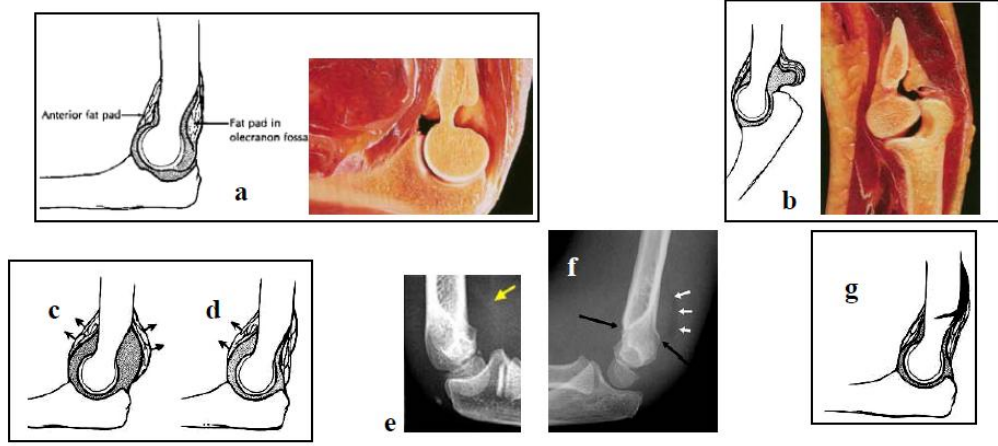 Anterior fat pad
Fat pad in
olecranon fossa
a
b
c
d
e
f
g